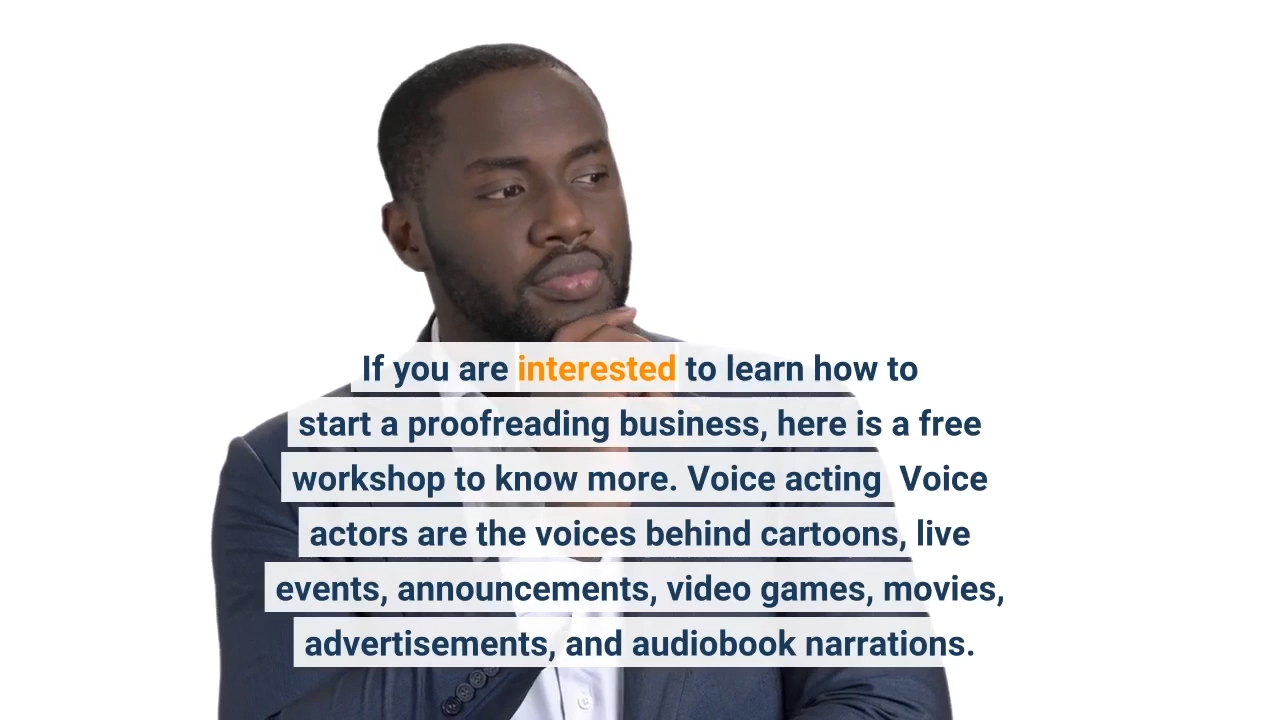 If you are interested to learn how to
start a proofreading business, here is a free
workshop to know more. Voice acting  Voice
actors are the voices behind cartoons, live
events, announcements, video games, movies,
advertisements, and audiobook narrations.